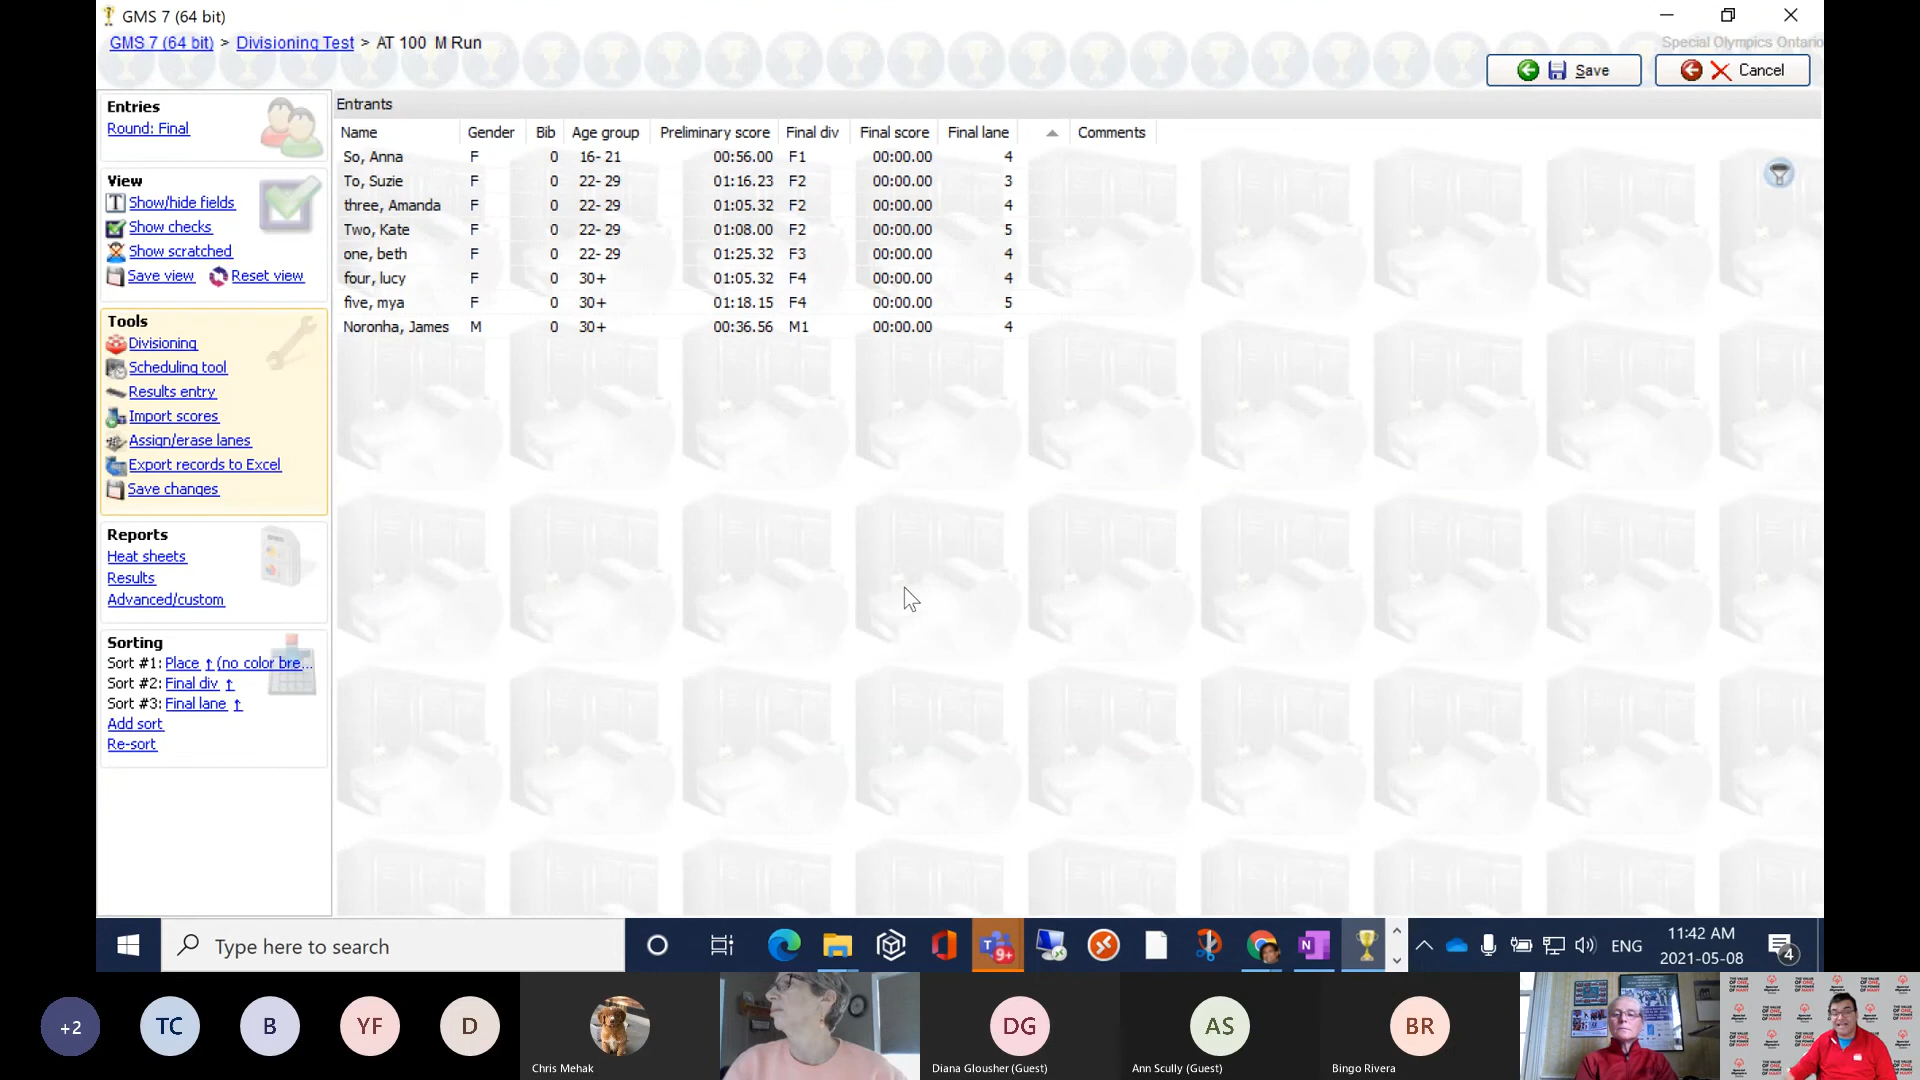 GMS 7 (64 bit)
GMS 7 (64 bit) > Divisioning Test > AT 100 M Run
Special Olympics Ontario
Save
Cancel
Entries
Round: Final
View
Show/hide fields
Show checks
Show scratched
Save view Reset view
Tools
Divisioning
Scheduling tool
Results entry
Import scores
Assign/erase lanes
Export records to Excel
Save changes
Reports
Heat sheets
Results
Advanced/custom
Sorting
Sort #1: Place ↑ (no color bre...
Sort #2: Final div ↑
Sort #3: Final lane ↑
Add sort
Re-sort
Entrants
Name Gender Bib Age group Preliminary score Final div Final score Final lane Comments
So, Anna F 0 16- 21 00:56.00 F1 00:00.00 4
To, Suzie F 0 22- 29 01:16.23 F2 00:00.00 3
three, Amanda F 0 22- 29 01:05.32 F2 00:00.00 4
Two, Kate F 0 22- 29 01:08.00 F2 00:00.00 5
one, beth F 0 22- 29 01:25.32 F3 00:00.00 4
four, lucy F 0 30+ 01:05.32 F4 00:00.00 4
five, mya F 0 30+ 01:18.15 F4 00:00.00 5
Noronha, James M 0 30+ 00:36.56 M1 00:00.00 4
Type here to search
T 9+
N
ENG
11:42 AM
2021-05-08
4
+2
TC
B
YF
D
DG
AS
BR
Chris Mehak
Diana Glousher (Guest)
Ann Scully (Guest)
Bingo Rivera